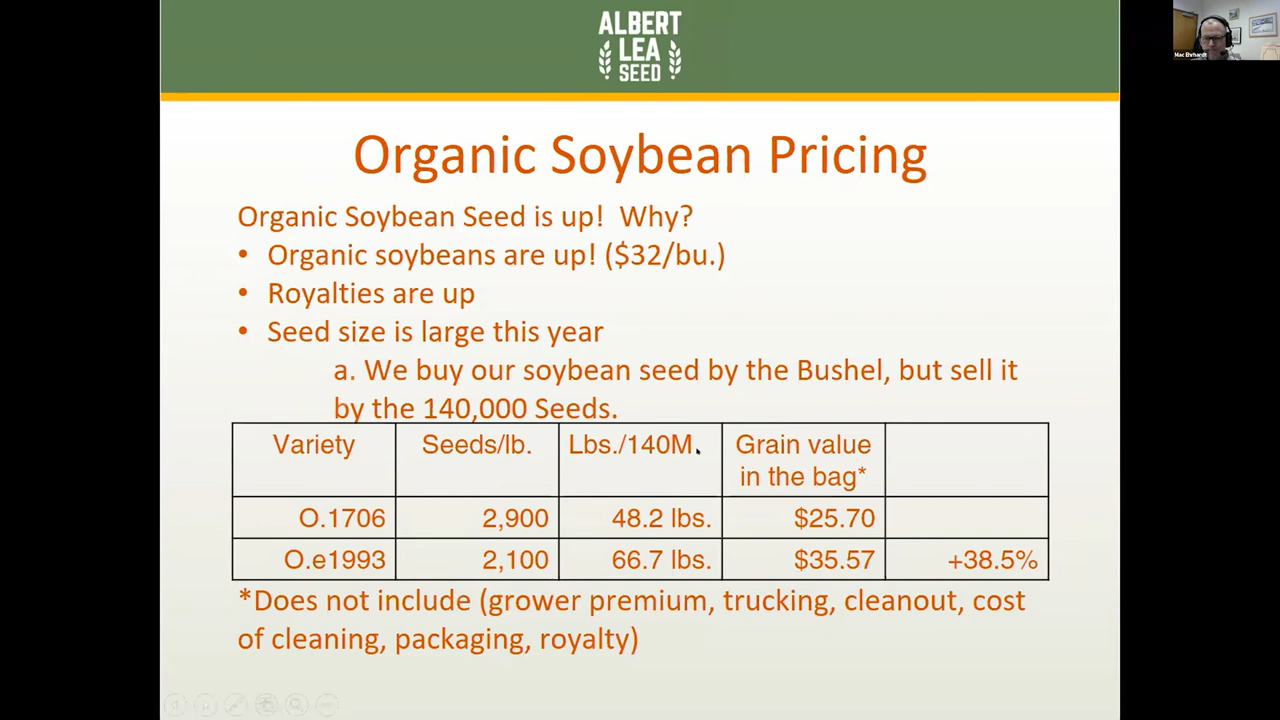 ALBERT
LEA
SEED
Mac Ehrhardt
Organic Soybean Pricing
Organic Soybean Seed is up! Why?
• Organic soybeans are up! ($32/bu.)
• Royalties are up
• Seed size is large this year
a. We buy our soybean seed by the Bushel, but sell it
by the 140,000 Seeds.
Variety Seeds/lb. Lbs./140M. Grain value
in the bag*
O.1706 2,900 48.2 lbs. $25.70
O.e1993 2,100 66.7 lbs. $35.57 +38.5%
*Does not include (grower premium, trucking, cleanout, cost
of cleaning, packaging, royalty)